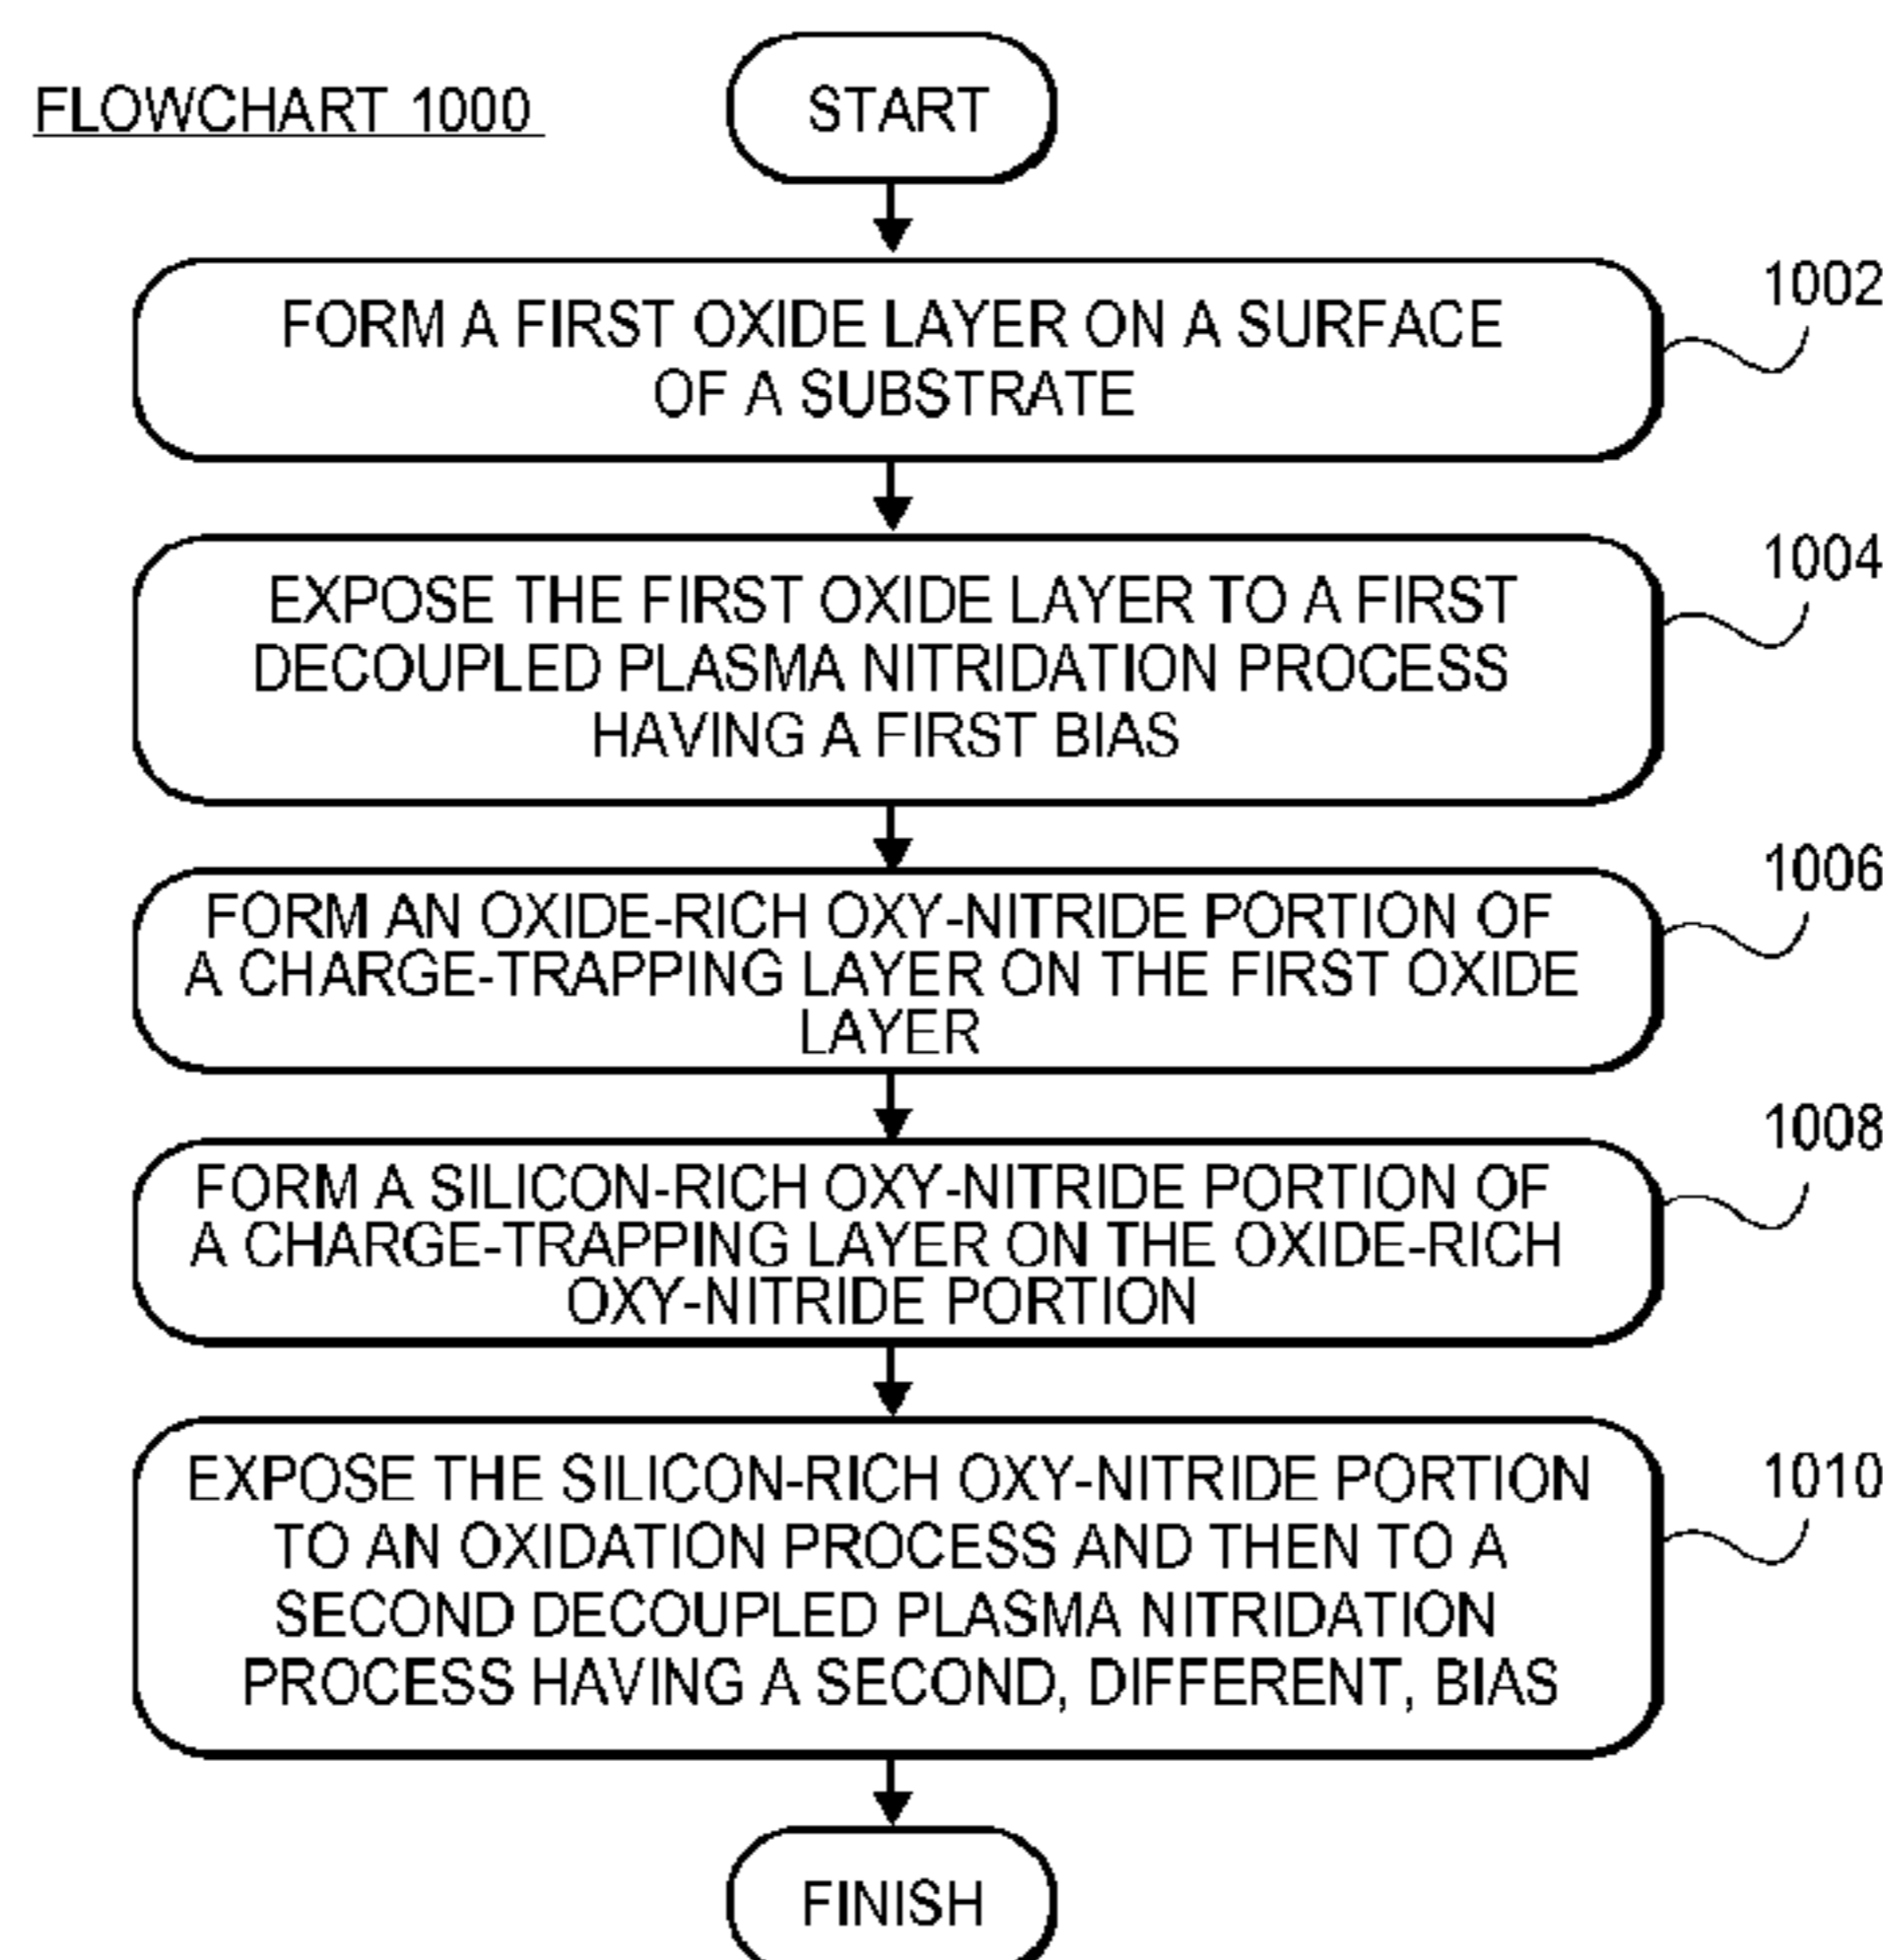 FLOWCHART 1000
START
FORM A FIRST OXIDE LAYER ON A SURFACE
OF A SUBSTRATE
1002
EXPOSE THE FIRST OXIDE LAYER TO A FIRST
DECOUPLED PLASMA NITRIDATION PROCESS
HAVING A FIRST BIAS
1004
FORM AN OXIDE-RICH OXY-NITRIDE PORTION OF
A CHARGE-TRAPPING LAYER ON THE FIRST OXIDE
LAYER
1006
FORM A SILICON-RICH OXY-NITRIDE PORTION OF
A CHARGE-TRAPPING LAYER ON THE OXIDE-RICH
OXY-NITRIDE PORTION
1008
EXPOSE THE SILICON-RICH OXY-NITRIDE PORTION
TO AN OXIDATION PROCESS AND THEN TO A
SECOND DECOUPLED PLASMA NITRIDATION
PROCESS HAVING A SECOND, DIFFERENT, BIAS
1010
FINISH